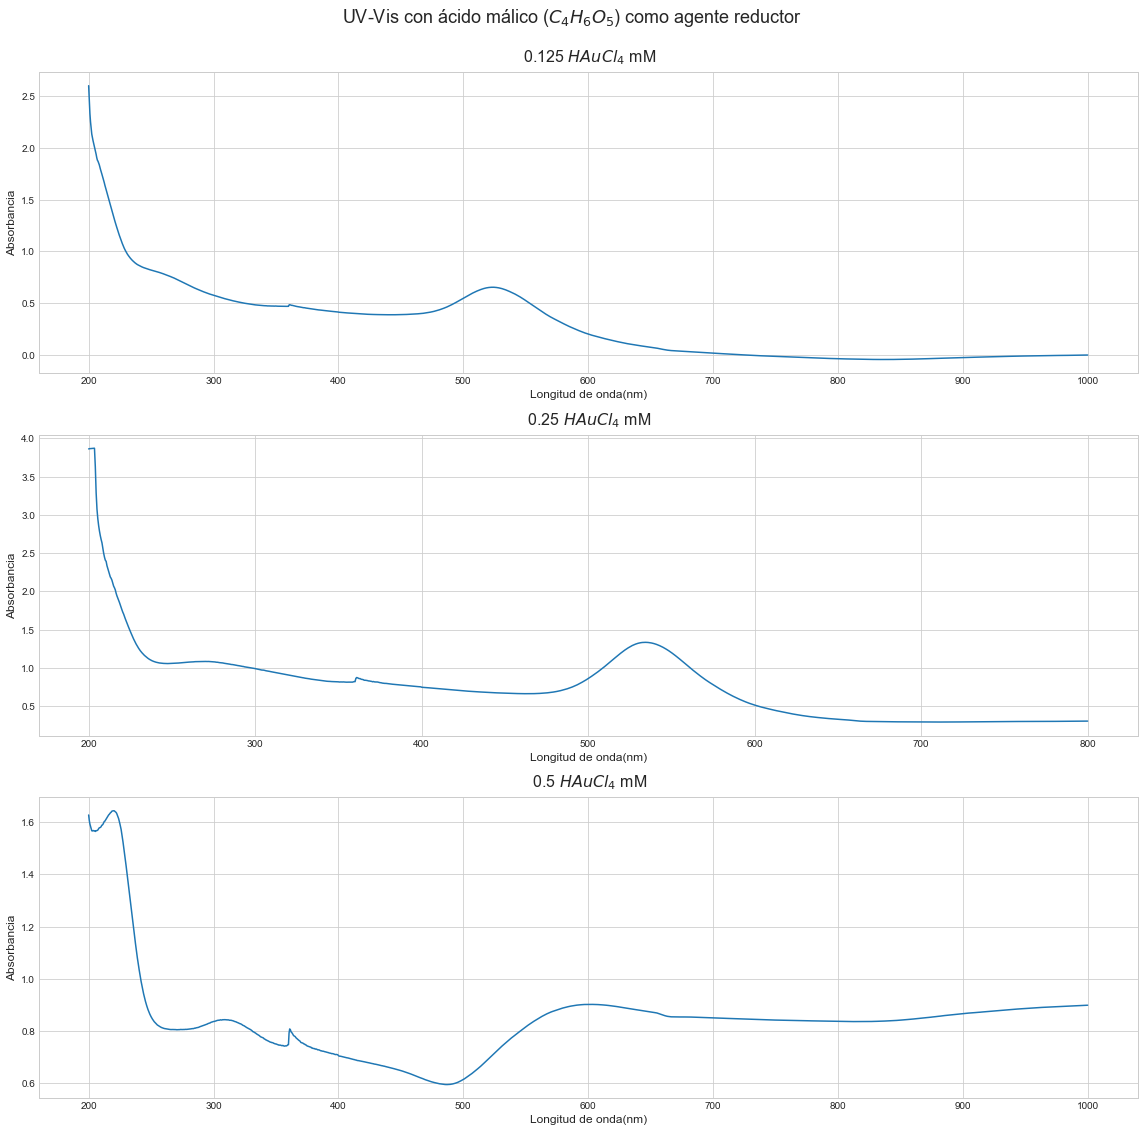 UV-Vis con ácido málico (C₄H₆O₅) como agente reductor
0.125 HAuCl₄ mM
2.5
2.0
1.5
1.0
0.5
0.0
Absorbancia
200 300 400 500 600 700 800 900 1000
Longitud de onda(nm)
0.25 HAuCl₄ mM
4.0
3.5
3.0
2.5
2.0
1.5
1.0
0.5
Absorbancia
200 300 400 500 600 700 800
Longitud de onda(nm)
0.5 HAuCl₄ mM
1.6
1.4
1.2
1.0
0.8
0.6
Absorbancia
200 300 400 500 600 700 800 900 1000
Longitud de onda(nm)